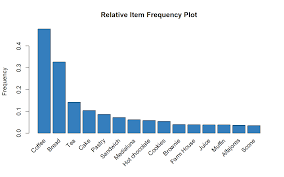 Relative Item Frequency Plot
Frequency
0.4
0.3
0.2
0.1
0.0
Coffee
Bread
Tea
Cake
Pastry
Sandwich
Medialuna
Hot chocolate
Cookies
Brownie
Farm House
Juice
Muffin
Alfajores
Scone